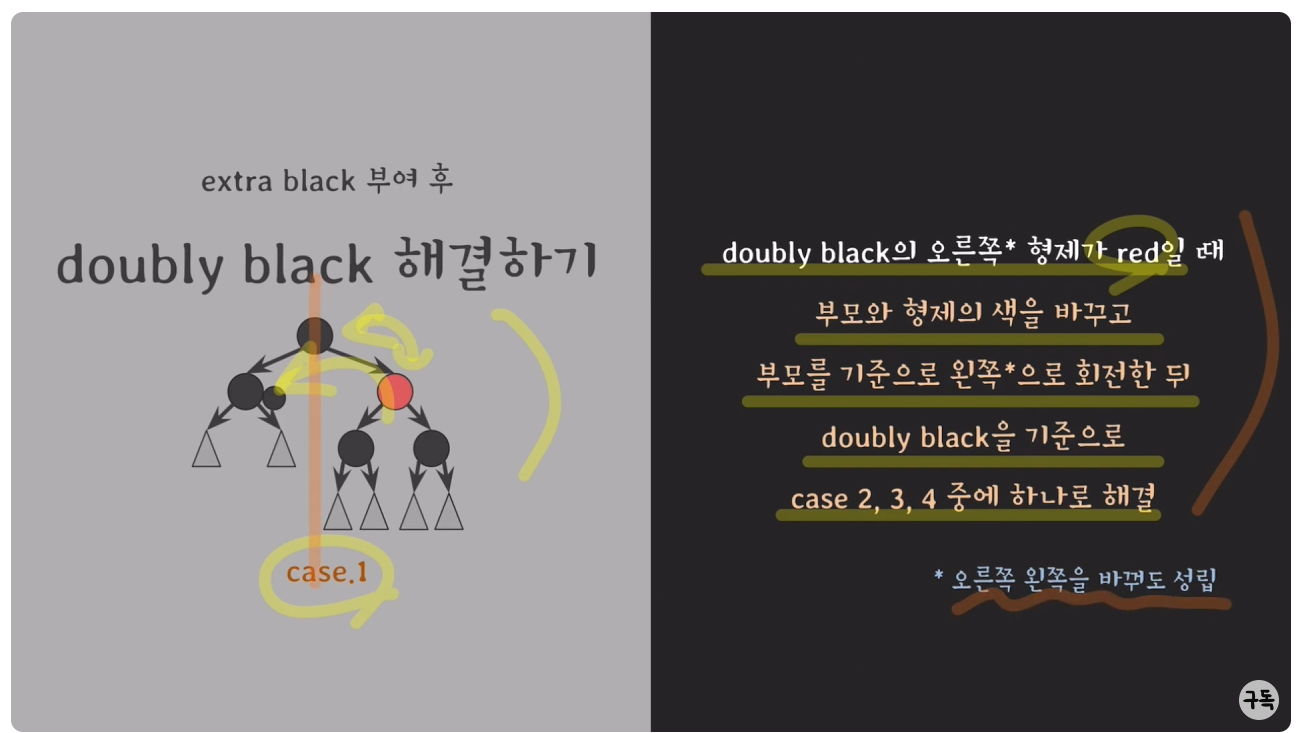 extra black 부여 후
doubly black 해결하기
case.1
doubly black의 오른쪽* 형제가 red일 때
부모와 형제의 색을 바꾸고
부모를 기준으로 왼쪽*으로 회전한 뒤
doubly black을 기준으로
case 2, 3, 4 중에 하나로 해결
* 오른쪽 왼쪽을 바꿔도 성립
구독